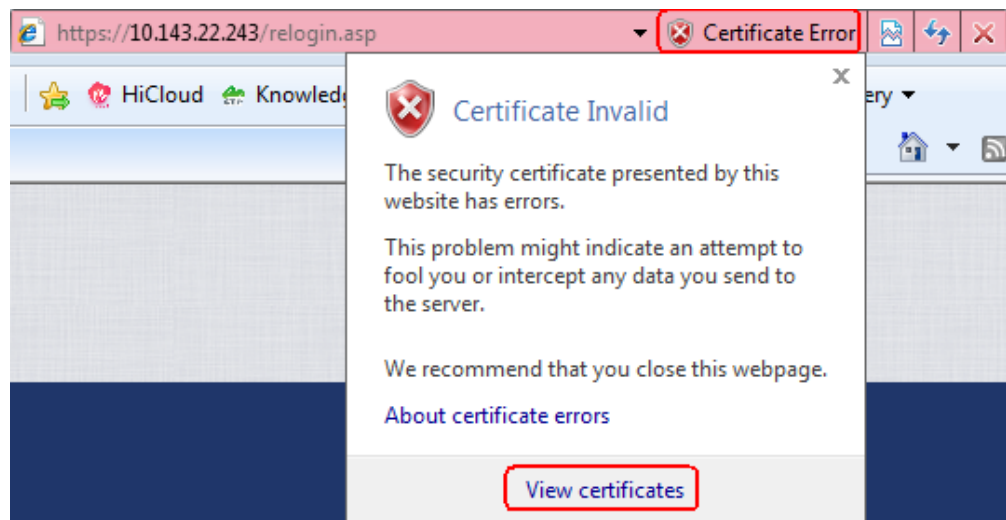 https://10.143.22.243/relogin.asp Certificate Error
HiCloud
ery
Certificate Invalid
The security certificate presented by this
website has errors.
This problem might indicate an attempt to
fool you or intercept any data you send to
the server.
We recommend that you close this webpage.
About certificate errors
View certificates